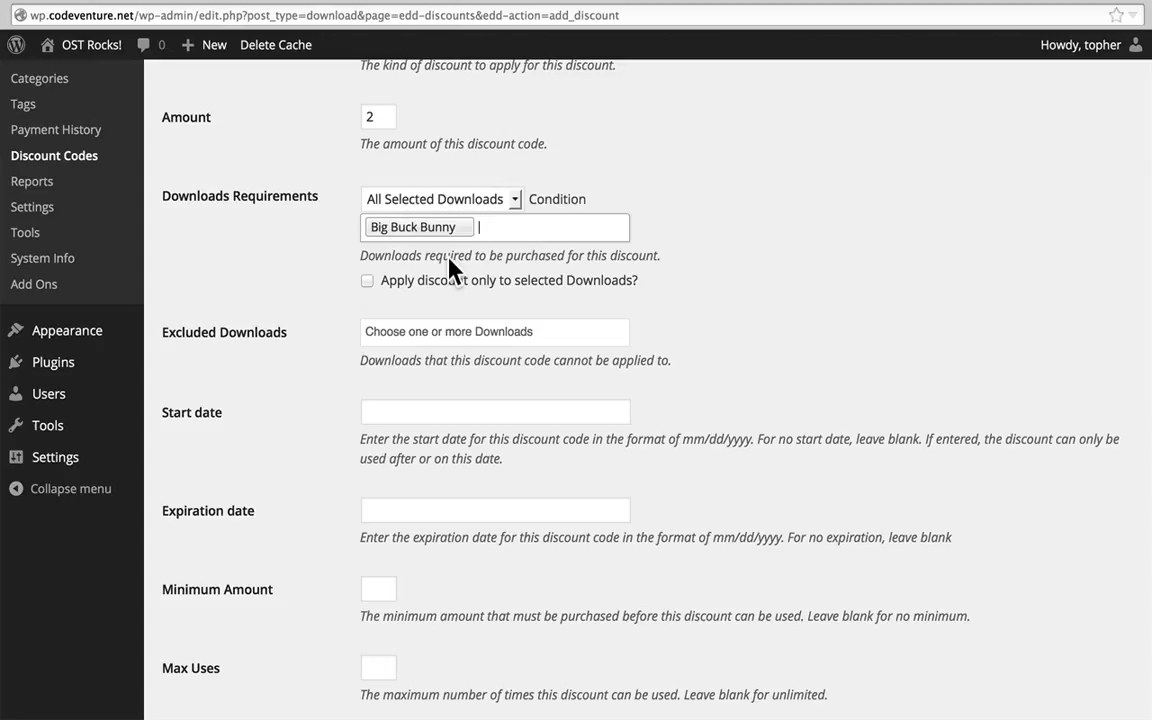 wp.codeventure.net/wp-admin/edit.php?post_type=download&page=edd-discounts&edd-action=add_discount
OST Rocks! 0 New Delete Cache Howdy, topher
Categories
Tags
Payment History
Discount Codes
Reports
Settings
Tools
System Info
Add Ons
Appearance
Plugins
Users
Tools
Settings
Collapse menu
The kind of discount to apply for this discount.
Amount 2
The amount of this discount code.
Downloads Requirements All Selected Downloads Condition
Big Buck Bunny
Downloads required to be purchased for this discount.
Apply discount only to selected Downloads?
Excluded Downloads Choose one or more Downloads
Downloads that this discount code cannot be applied to.
Start date
Enter the start date for this discount code in the format of mm/dd/yyyy. For no start date, leave blank. If entered, the discount can only be
used after or on this date.
Expiration date
Enter the expiration date for this discount code in the format of mm/dd/yyyy. For no expiration, leave blank
Minimum Amount
The minimum amount that must be purchased before this discount can be used. Leave blank for no minimum.
Max Uses
The maximum number of times this discount can be used. Leave blank for unlimited.